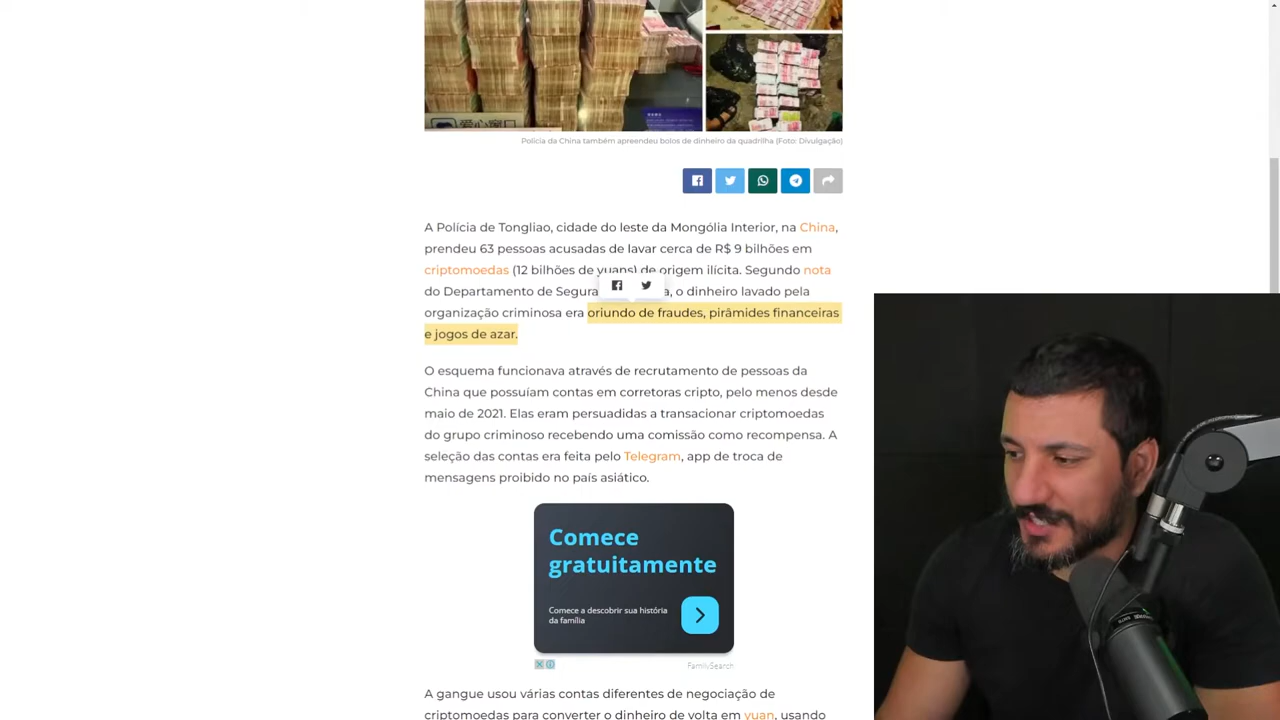 爱心窗口
Polícia da China também apreendeu bolos de dinheiro da quadrilha (Foto: Divulgação)
A Polícia de Tongliao, cidade do leste da Mongólia Interior, na China,
prendeu 63 pessoas acusadas de lavar cerca de R$ 9 bilhões em
criptomoedas (12 bilhões de yuans) de origem ilícita. Segundo nota
do Departamento de Segura a, o dinheiro lavado pela
organização criminosa era oriundo de fraudes, pirâmides financeiras
e jogos de azar.
O esquema funcionava através de recrutamento de pessoas da
China que possuíam contas em corretoras cripto, pelo menos desde
maio de 2021. Elas eram persuadidas a transacionar criptomoedas
do grupo criminoso recebendo uma comissão como recompensa. A
seleção das contas era feita pelo Telegram, app de troca de
mensagens proibido no país asiático.
Comece
gratuitamente
Comece a descobrir sua história
da família
FamilySearch
A gangue usou várias contas diferentes de negociação de
criptomoedas para converter o dinheiro de volta em yuan, usando